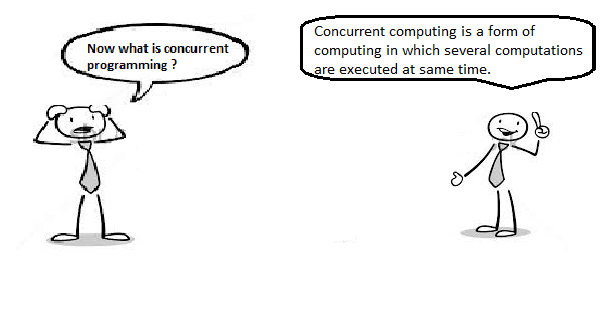 Now what is concurrent
programming ?
Concurrent computing is a form of
computing in which several computations
are executed at same time.